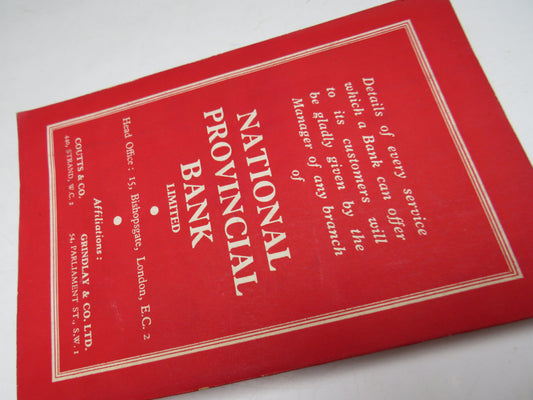 Details of every service
which a Bank can offer
to its customers will
be gladly given by the
Manager of any branch
of
NATIONAL
PROVINCIAL
BANK
LIMITED
Head Office : 15, Bishopsgate, London, E.C. 2
Affiliations :
COUTTS & CO.
440, STRAND, W.C. 2
GRINDLAY & CO. LTD.
54, PARLIAMENT ST., S.W. 1